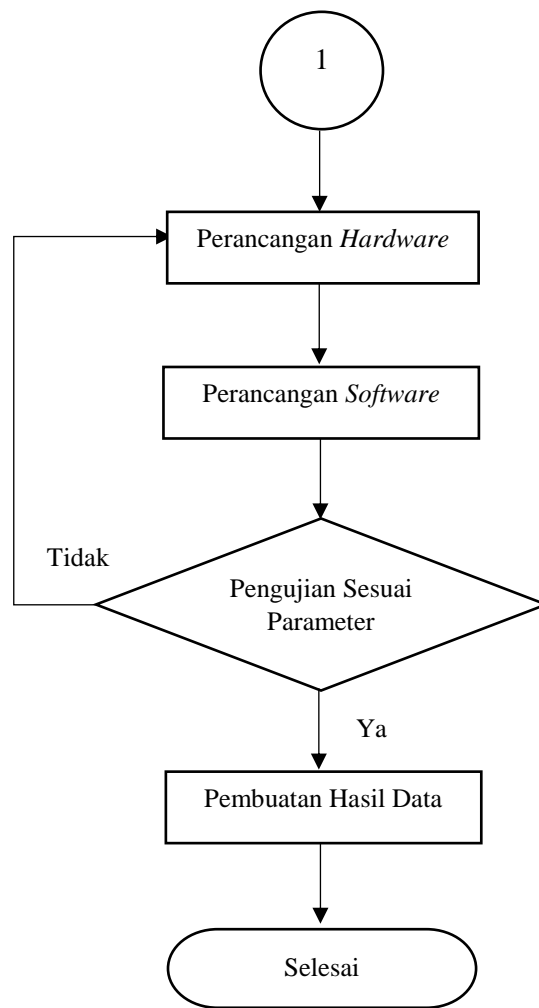 1
Perancangan Hardware
Perancangan Software
Tidak
Pengujian Sesuai
Parameter
Ya
Pembuatan Hasil Data
Selesai